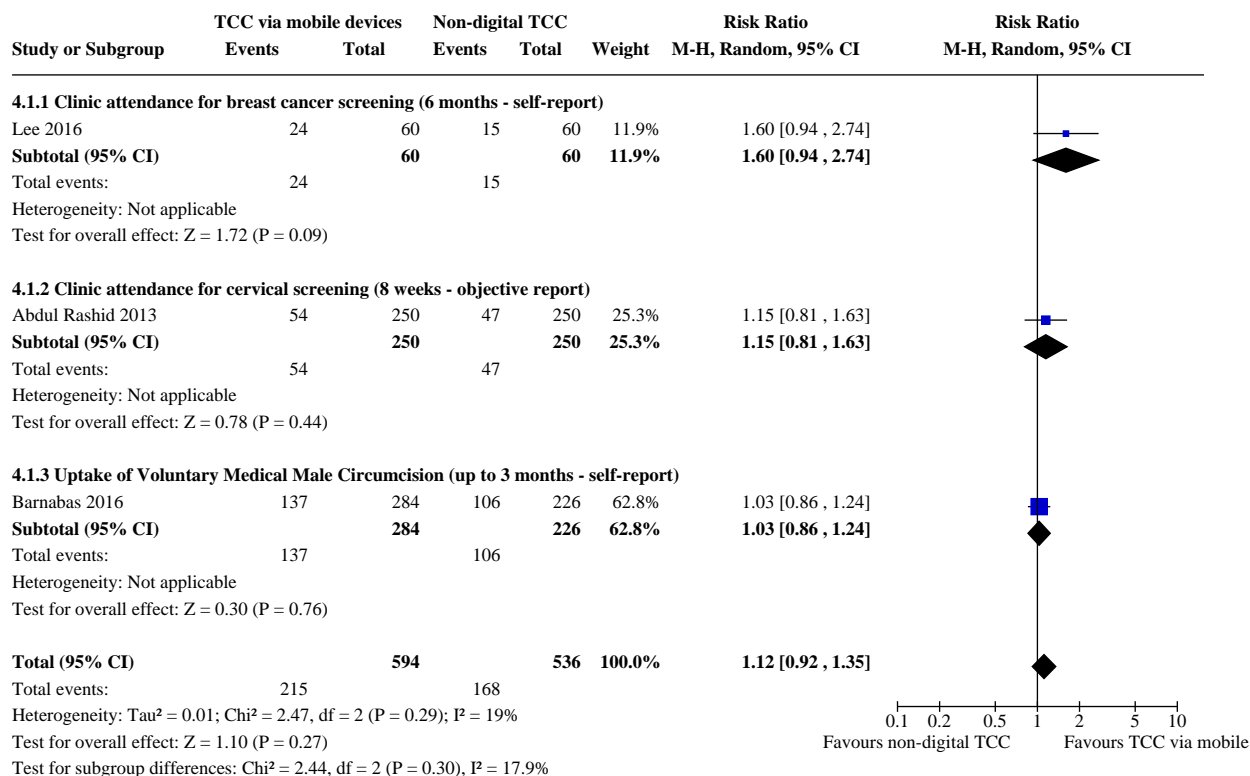 TCC via mobile devices Non-digital TCC Risk Ratio Risk Ratio
Study or Subgroup Events Total Events Total Weight M-H, Random, 95% CI M-H, Random, 95% CI
4.1.1 Clinic attendance for breast cancer screening (6 months - self-report)
Lee 2016 24 60 15 60 11.9% 1.60 [0.94 , 2.74]
Subtotal (95% CI) 60 60 11.9% 1.60 [0.94 , 2.74]
Total events: 24 15
Heterogeneity: Not applicable
Test for overall effect: Z = 1.72 (P = 0.09)
4.1.2 Clinic attendance for cervical screening (8 weeks - objective report)
Abdul Rashid 2013 54 250 47 250 25.3% 1.15 [0.81 , 1.63]
Subtotal (95% CI) 250 250 25.3% 1.15 [0.81 , 1.63]
Total events: 54 47
Heterogeneity: Not applicable
Test for overall effect: Z = 0.78 (P = 0.44)
4.1.3 Uptake of Voluntary Medical Male Circumcision (up to 3 months - self-report)
Barnabas 2016 137 284 106 226 62.8% 1.03 [0.86 , 1.24]
Subtotal (95% CI) 284 226 62.8% 1.03 [0.86 , 1.24]
Total events: 137 106
Heterogeneity: Not applicable
Test for overall effect: Z = 0.30 (P = 0.76)
Total (95% CI) 594 536 100.0% 1.12 [0.92 , 1.35]
Total events: 215 168
Heterogeneity: Tau² = 0.01; Chi² = 2.47, df = 2 (P = 0.29); I² = 19%
0.1 0.2 0.5 1 2 5 10
Test for overall effect: Z = 1.10 (P = 0.27) Favours non-digital TCC Favours TCC via mobile
Test for subgroup differences: Chi² = 2.44, df = 2 (P = 0.30), I² = 17.9%